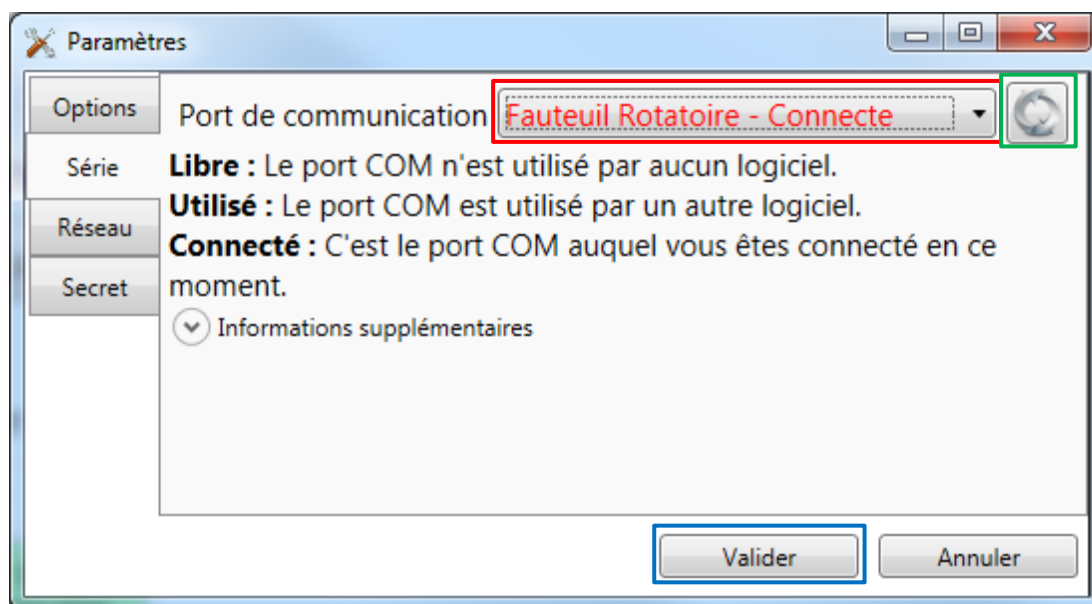 Paramètres
Options
Série
Réseau
Secret
Port de communication Fauteuil Rotatoire - Connecte
Libre : Le port COM n'est utilisé par aucun logiciel.
Utilisé : Le port COM est utilisé par un autre logiciel.
Connecté : C'est le port COM auquel vous êtes connecté en ce
moment.
Informations supplémentaires
Valider
Annuler